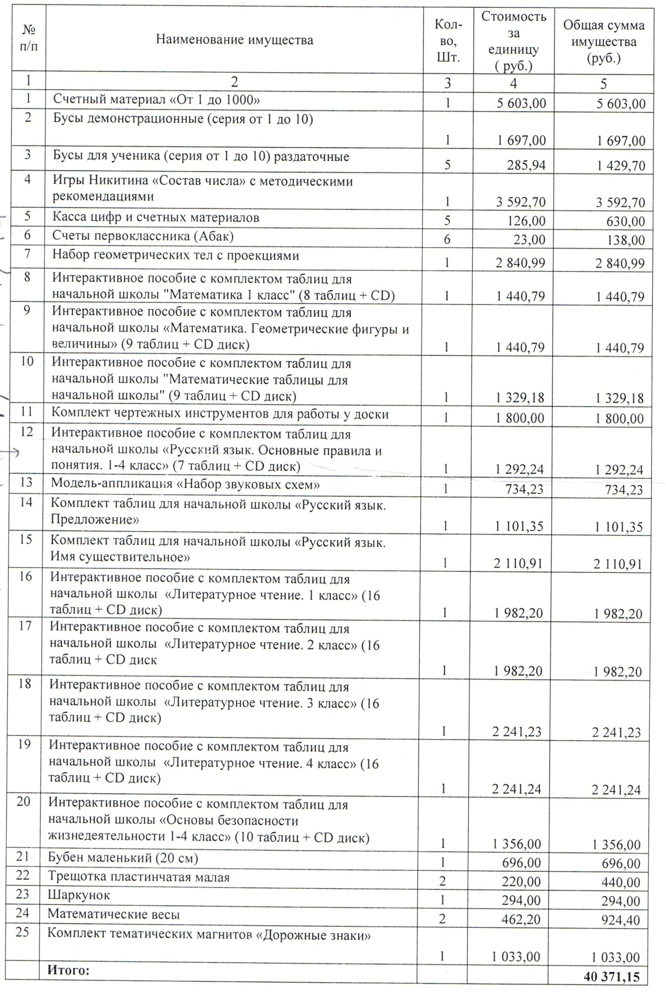 № п/п Наименование имущества Кол-во, Шт. Стоимость за единицу ( руб.) Общая сумма имущества (руб.)
1 2 3 4 5
1 Счетный материал «От 1 до 1000» 1 5 603,00 5 603,00
2 Бусы демонстрационные (серия от 1 до 10)
1 1 697,00 1 697,00
3 Бусы для ученика (серия от 1 до 10) раздаточные 5 285,94 1 429,70
4 Игры Никитина «Состав числа» с методическими
рекомендациями 1 3 592,70 3 592,70
5 Касса цифр и счетных материалов 5 126,00 630,00
6 Счеты первоклассника (Абак) 6 23,00 138,00
7 Набор геометрических тел с проекциями 1 2 840,99 2 840,99
8 Интерактивное пособие с комплектом таблиц для
начальной школы "Математика 1 класс" (8 таблиц + CD) 1 1 440,79 1 440,79
9 Интерактивное пособие с комплектом таблиц для
начальной школы «Математика. Геометрические фигуры и
величины» (9 таблиц + CD диск) 1 1 440,79 1 440,79
10 Интерактивное пособие с комплектом таблиц для
начальной школы "Математические таблицы для
начальной школы" (9 таблиц + CD диск) 1 1 329,18 1 329,18
11 Комплект чертежных инструментов для работы у доски 1 1 800,00 1 800,00
12 Интерактивное пособие с комплектом таблиц для
начальной школы «Русский язык. Основные правила и
понятия. 1-4 класс» (7 таблиц + CD диск) 1 1 292,24 1 292,24
13 Модель-аппликация «Набор звуковых схем» 1 734,23 734,23
14 Комплект таблиц для начальной школы «Русский язык.
Предложение» 1 1 101,35 1 101,35
15 Комплект таблиц для начальной школы «Русский язык.
Имя существительное» 1 2 110,91 2 110,91
16 Интерактивное пособие с комплектом таблиц для
начальной школы «Литературное чтение. 1 класс» (16
таблиц + CD диск) 1 1 982,20 1 982,20
17 Интерактивное пособие с комплектом таблиц для
начальной школы «Литературное чтение. 2 класс» (16
таблиц + CD диск
1 1 982,20 1 982,20
18 Интерактивное пособие с комплектом таблиц для
начальной школы «Литературное чтение. 3 класс» (16
таблиц + CD диск)
1 2 241,23 2 241,23
19 Интерактивное пособие с комплектом таблиц для
начальной школы «Литературное чтение. 4 класс» (16
таблиц + CD диск)
1 2 241,24 2 241,24
20 Интерактивное пособие с комплектом таблиц для
начальной школы «Основы безопасности
жизнедеятельности 1-4 класс» (10 таблиц + CD диск) 1 1 356,00 1 356,00
21 Бубен маленький (20 см) 1 696,00 696,00
22 Трещотка пластинчатая малая 2 220,00 440,00
23 Шаркунок 1 294,00 294,00
24 Математические весы 2 462,20 924,40
25 Комплект тематических магнитов «Дорожные знаки»
1 1 033,00 1 033,00
Итого: 40 371,15